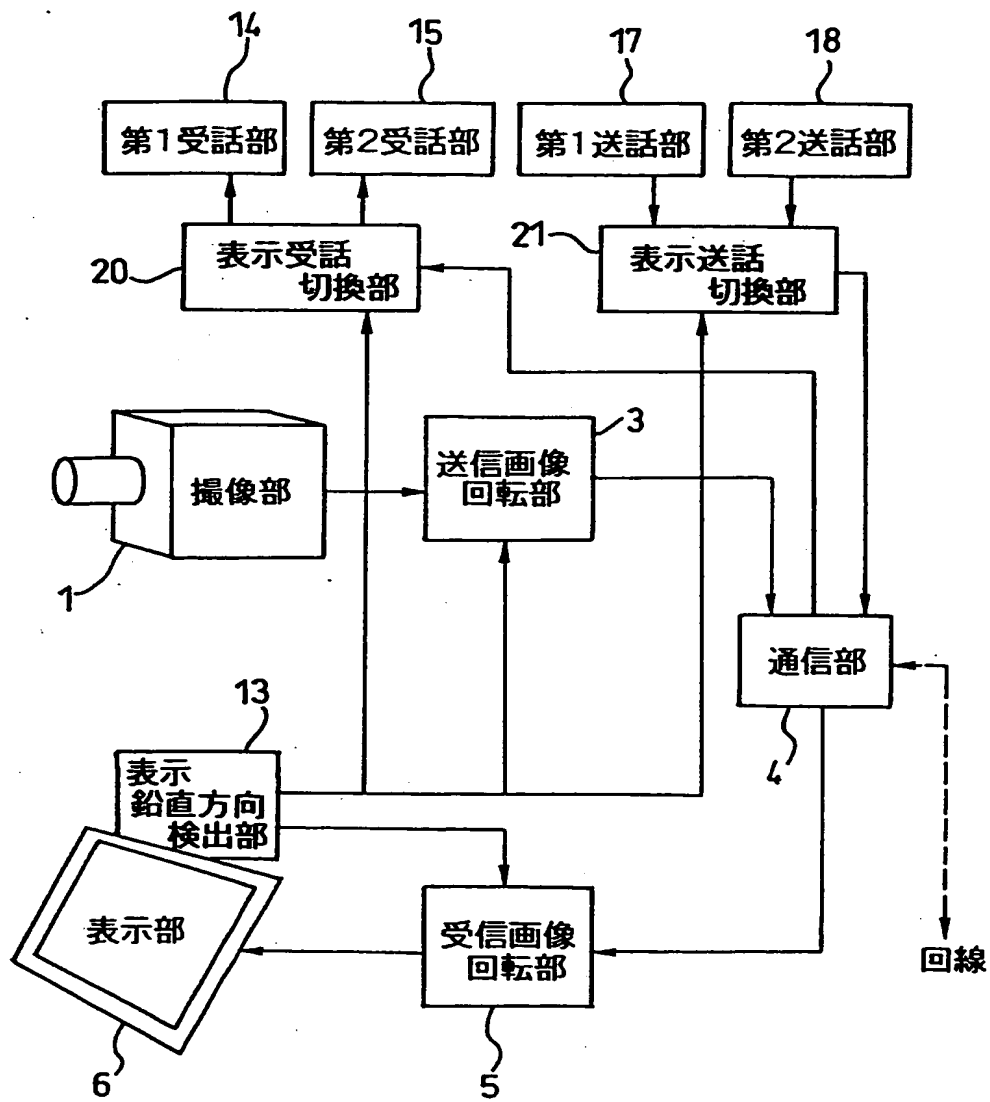 14
15
17
18
第1受話部
第2受話部
第1送話部
第2送話部
20
表示受話
切換部
21
表示送話
切換部
3
撮像部
送信画像
回転部
1
通信部
4
13
表示
鉛直方向
検出部
表示部
受信画像
回転部
回線
6
5